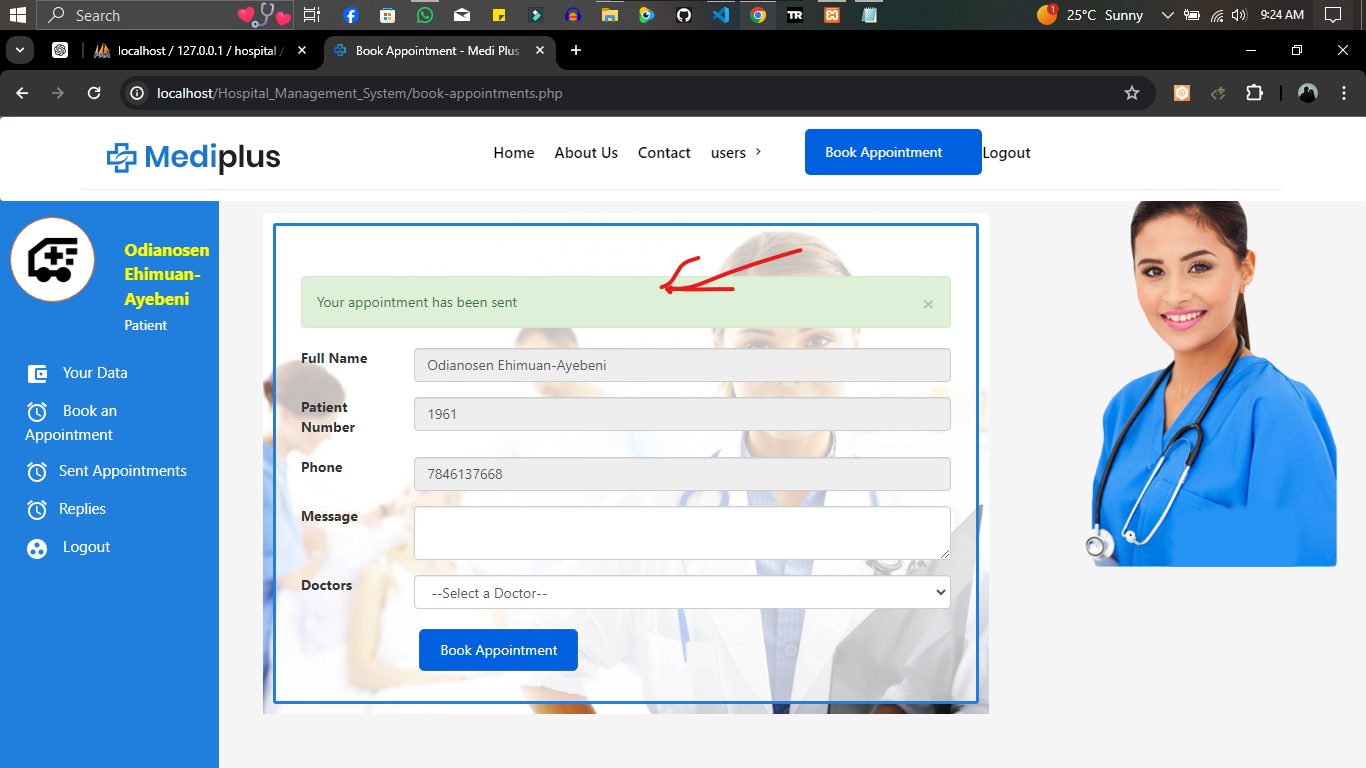 Search
25°C Sunny
9:24 AM
localhost / 127.0.0.1 / hospital /
Book Appointment - Medi Plus
localhost/Hospital_Management_System/book-appointments.php
Mediplus
Home
About Us
Contact
users
Book Appointment
Logout
Odianosen
Ehimuan-
Ayebeni
Patient
Your Data
Book an
Appointment
Sent Appointments
Replies
Logout
Your appointment has been sent
×
Full Name
Odianosen Ehimuan-Ayebeni
Patient
Number
1961
Phone
7846137668
Message
Doctors
--Select a Doctor--
Book Appointment
TR
1